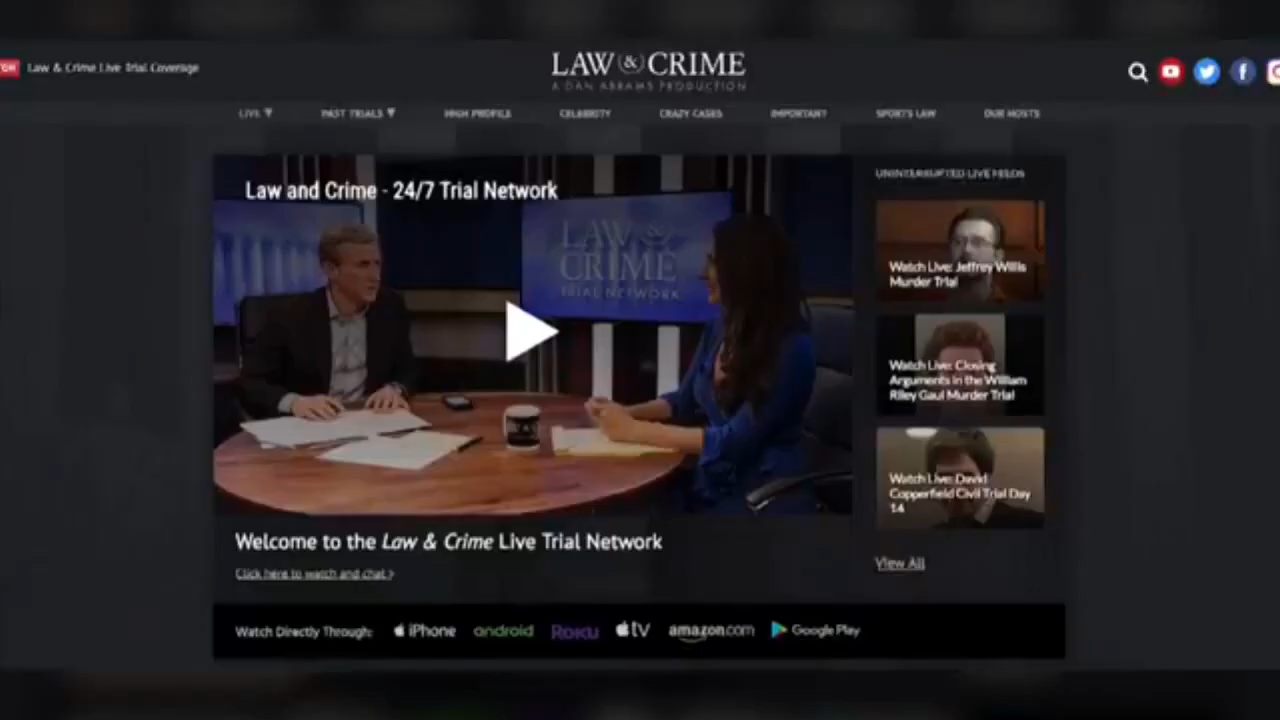 Law & Crime Live Trial Coverage
LAW & CRIME
A DAN ABRAMS PRODUCTION
LIVE
PAST TRIALS
HIGH PROFILE
CELEBRITY
CRAZY CASES
IMPORTANT
SPORTS LAW
OUR HOSTS
Law and Crime - 24/7 Trial Network
LAW &
CRIME
TRIAL NETWORK
UNINTERRUPTED LIVE FEEDS
Watch Live: Jeffrey Willis
Murder Trial
Watch Live: Closing
Arguments in the William
Riley Gaul Murder Trial
Watch Live: David
Copperfield Civil Trial Day
14
View All
Welcome to the Law & Crime Live Trial Network
Click here to watch and chat >
Watch Directly Through: iPhone android Roku tv amazon.com Google Play